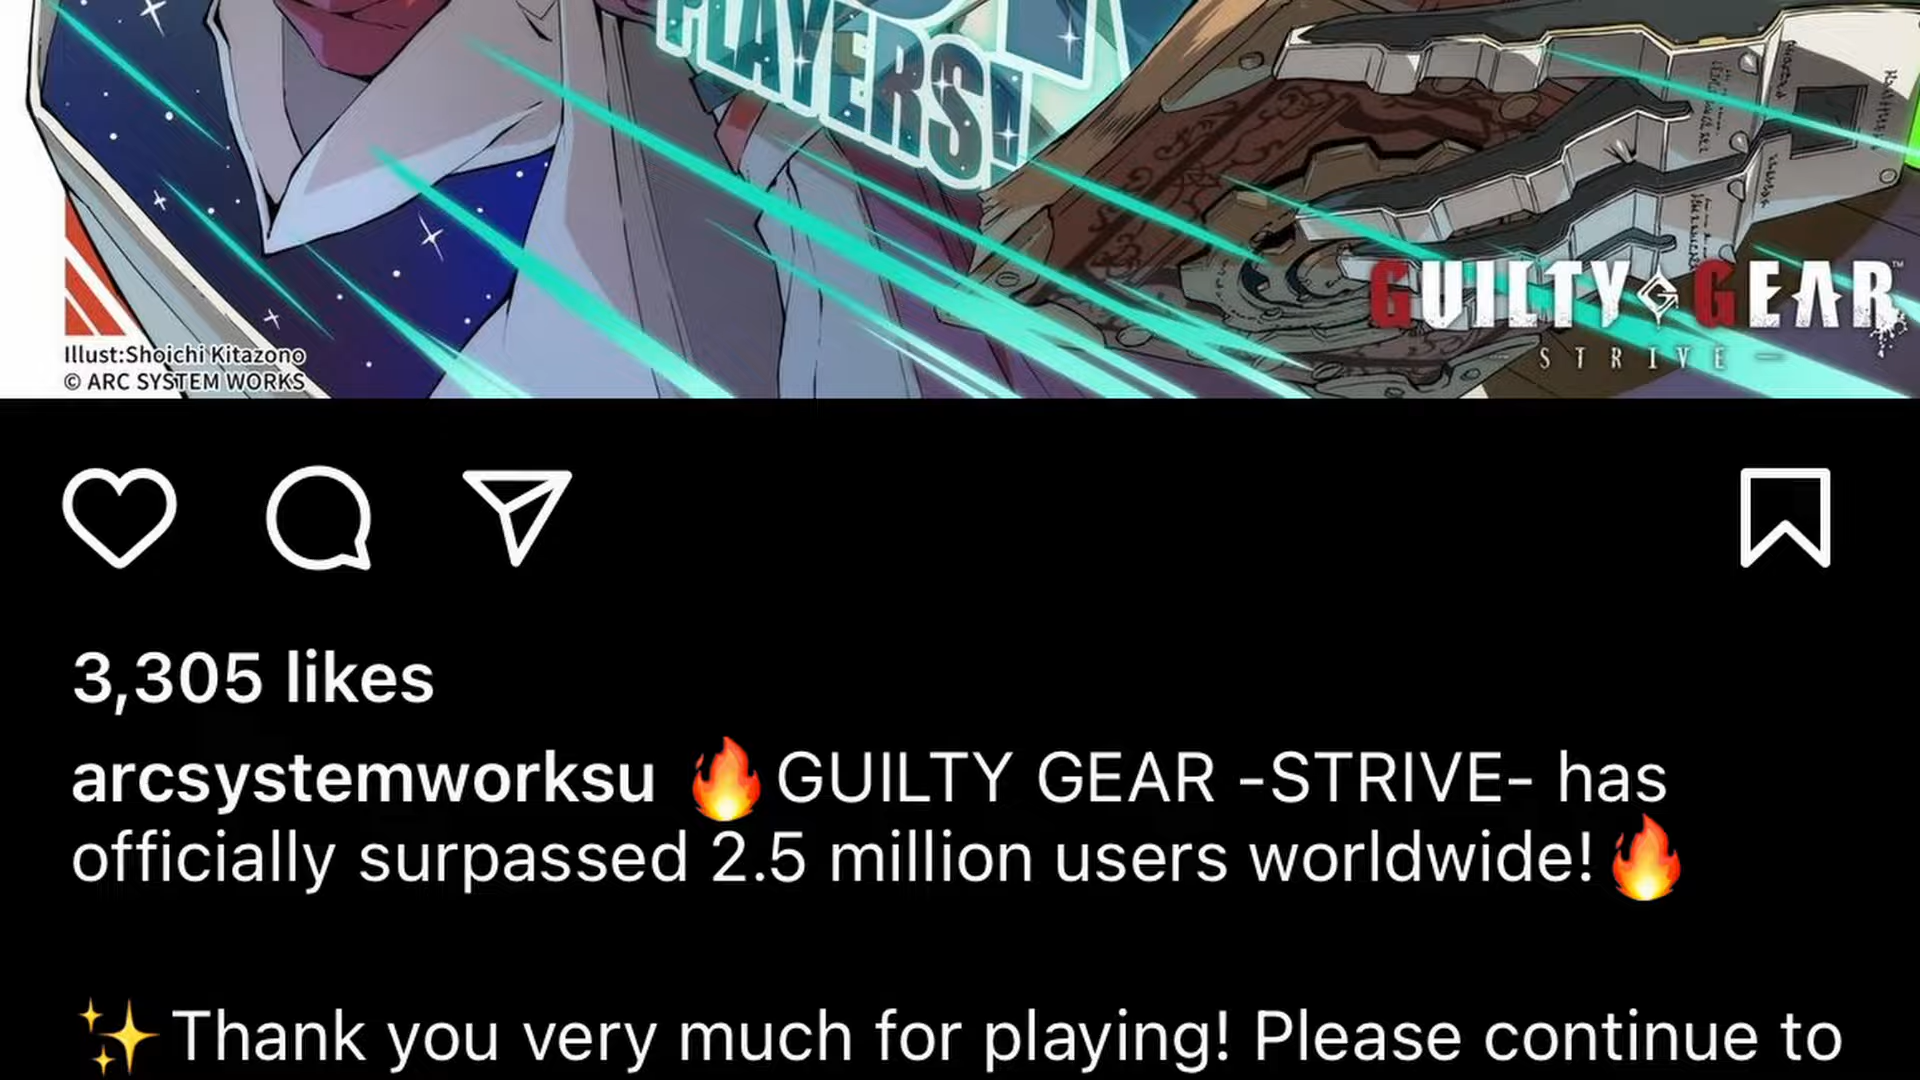 PLAYERS!
GUILTY GEAR™
- STRIVE -
Illust:Shoichi Kitazono
© ARC SYSTEM WORKS
3,305 likes
arcsystemworksu 🔥GUILTY GEAR -STRIVE- has
officially surpassed 2.5 million users worldwide!🔥
✨Thank you very much for playing! Please continue to